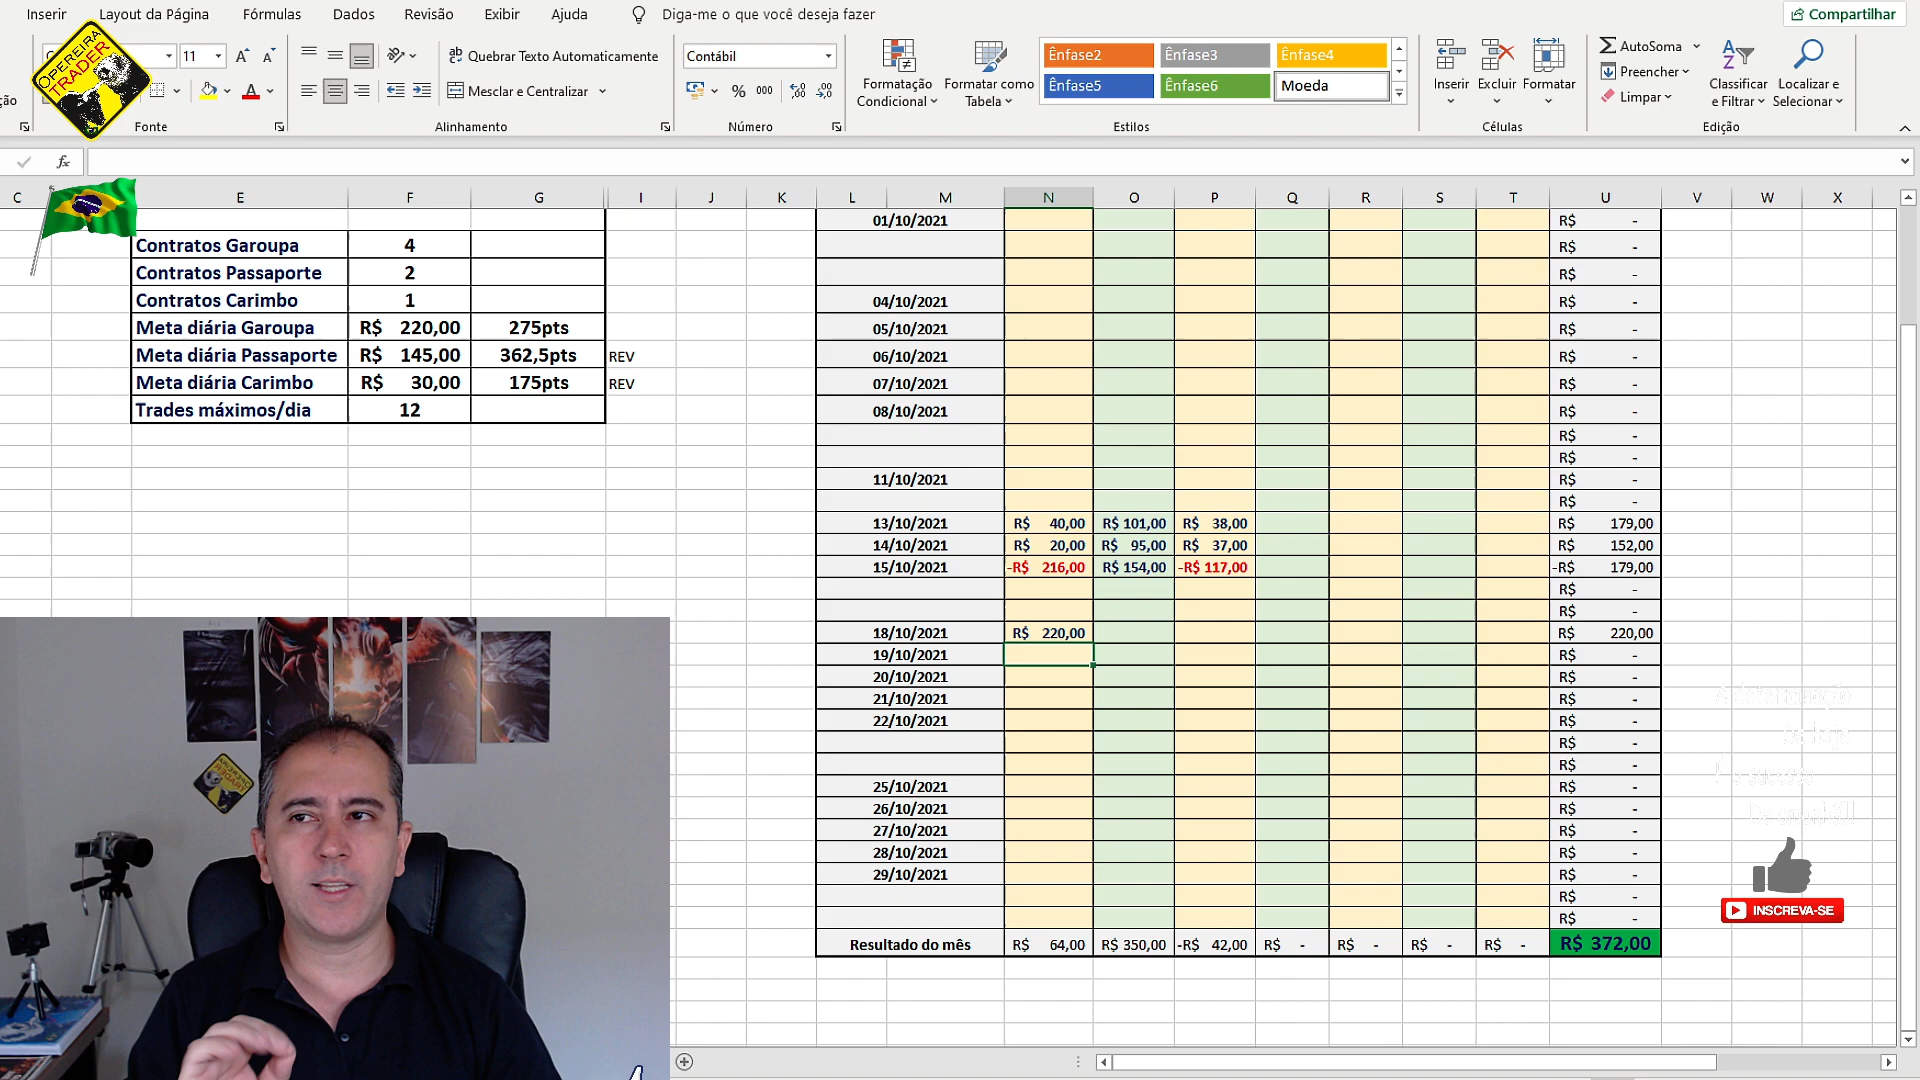 Inserir Layout da Página Fórmulas Dados Revisão Exibir Ajuda Diga-me o que você deseja fazer Compartilhar
11 A A Quebrar Texto Automaticamente Contábil Ênfase2 Ênfase3 Ênfase4 AutoSoma
Mesclar e Centralizar % 000 Formatação Condicional Formatar como Tabela Ênfase5 Ênfase6 Moeda Inserir Excluir Formatar Preencher Limpar Classificar e Filtrar Localizar e Selecionar
Fonte Alinhamento Número Estilos Células Edição
OPEREIRA
TRADER
fx
C E F G I J K L M N O P Q R S T U V W X
Contratos Garoupa 4
Contratos Passaporte 2
Contratos Carimbo 1
Meta diária Garoupa R$ 220,00 275pts
Meta diária Passaporte R$ 145,00 362,5pts REV
Meta diária Carimbo R$ 30,00 175pts REV
Trades máximos/dia 12
01/10/2021 R$ -
R$ -
R$ -
04/10/2021 R$ -
05/10/2021 R$ -
06/10/2021 R$ -
07/10/2021 R$ -
08/10/2021 R$ -
R$ -
R$ -
11/10/2021 R$ -
R$ -
13/10/2021 R$ 40,00 R$ 101,00 R$ 38,00 R$ 179,00
14/10/2021 R$ 20,00 R$ 95,00 R$ 37,00 R$ 152,00
15/10/2021 -R$ 216,00 R$ 154,00 -R$ 117,00 -R$ 179,00
R$ -
R$ -
18/10/2021 R$ 220,00 R$ 220,00
19/10/2021 R$ -
20/10/2021 R$ -
21/10/2021 R$ -
22/10/2021 R$ -
R$ -
R$ -
25/10/2021 R$ -
26/10/2021 R$ -
27/10/2021 R$ -
28/10/2021 R$ -
29/10/2021 R$ -
R$ -
R$ -
Resultado do mês R$ 64,00 R$ 350,00 -R$ 42,00 R$ - R$ - R$ - R$ - R$ 372,00
INSCREVA-SE